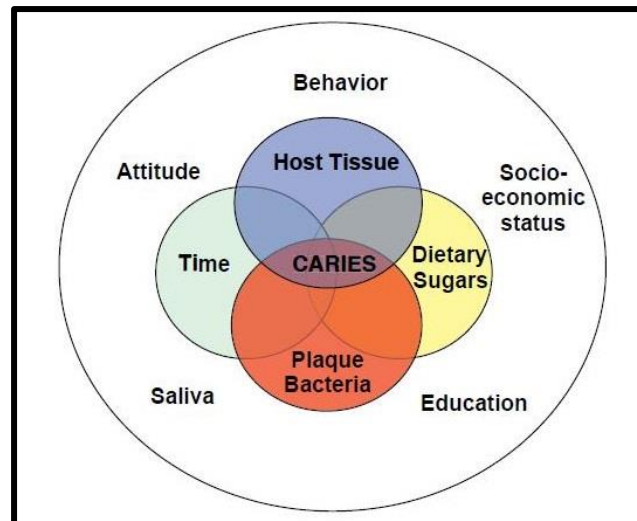 Behavior
Host Tissue
Attitude
Socio-
economic
status
Time
CARIES
Dietary
Sugars
Plaque
Bacteria
Saliva
Education